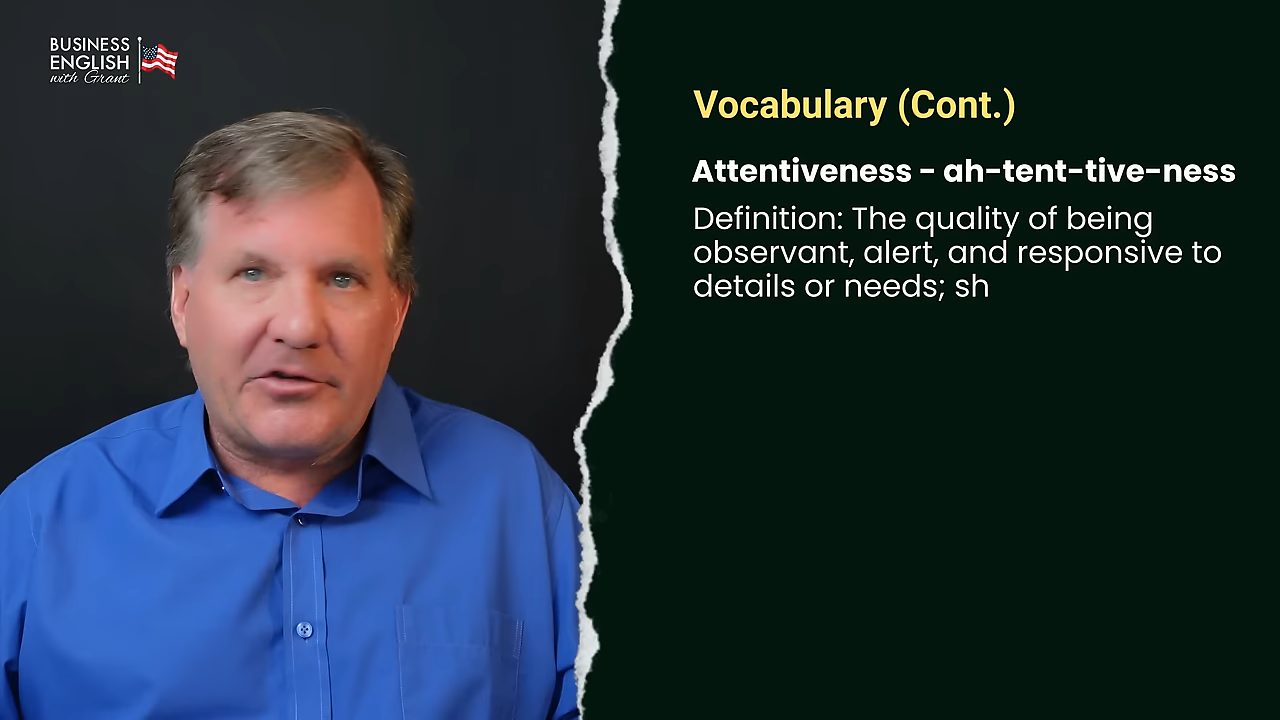 BUSINESS
ENGLISH
with Grant
Vocabulary (Cont.)
Attentiveness - ah-tent-tive-ness
Definition: The quality of being
observant, alert, and responsive to
details or needs; sh